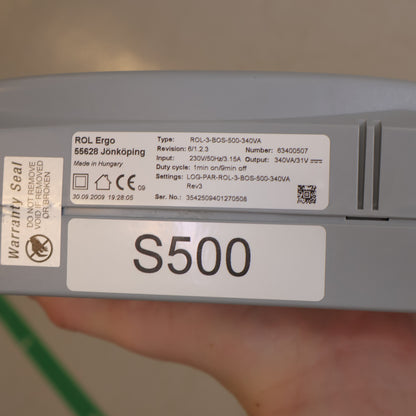 ROL Ergo
55628 Jönköping
Made in Hungary
CE 09
30.09.2009 19:28:05
Type: ROL-3-BOS-500-340VA
Revision: 6/1.2.3 Number: 63400507
Input: 230V/50Hz/3.15A Output: 340VA/31V
Duty cycle: 1min on/9min off
Settings: LOG-PAR-ROL-3-BOS-500-340VA
Rev3
Ser. No.: 3542509401270508
Warranty Seal
DO NOT REMOVE
VOID IF REMOVED
OR BROKEN
S500